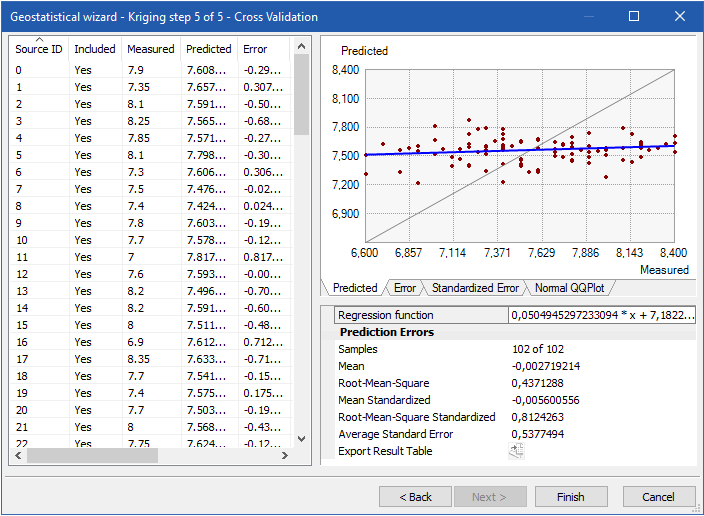 Geostatistical wizard - Kriging step 5 of 5 - Cross Validation
Source ID Included Measured Predicted Error
0 Yes 7.9 7.608... -0.29...
1 Yes 7.35 7.657... 0.307...
2 Yes 8.1 7.591... -0.50...
3 Yes 8.25 7.565... -0.68...
4 Yes 7.85 7.571... -0.27...
5 Yes 8.1 7.798... -0.30...
6 Yes 7.3 7.606... 0.306...
7 Yes 7.5 7.476... -0.02...
8 Yes 7.4 7.424... 0.024...
9 Yes 7.8 7.603... -0.19...
10 Yes 7.7 7.578... -0.12...
11 Yes 7 7.817... 0.817...
12 Yes 7.6 7.593... -0.00...
13 Yes 8.2 7.496... -0.70...
14 Yes 8.2 7.591... -0.60...
15 Yes 8 7.511... -0.48...
16 Yes 6.9 7.612... 0.712...
17 Yes 8.35 7.633... -0.71...
18 Yes 7.7 7.541... -0.15...
19 Yes 7.4 7.575... 0.175...
20 Yes 7.7 7.503... -0.19...
21 Yes 8 7.568... -0.43...
22 Yes 7.75 7.624... -0.12...
Predicted
8,400
8,100
7,800
7,500
7,200
6,900
6,600 6,857 7,114 7,371 7,629 7,886 8,143 8,400
Measured
Predicted Error Standardized Error Normal QQPlot
Regression function 0,0504945297233094 * x + 7,1822...
Prediction Errors
Samples 102 of 102
Mean -0,002719214
Root-Mean-Square 0,4371288
Mean Standardized -0,005600556
Root-Mean-Square Standardized 0,8124263
Average Standard Error 0,5377494
Export Result Table
< Back Next > Finish Cancel